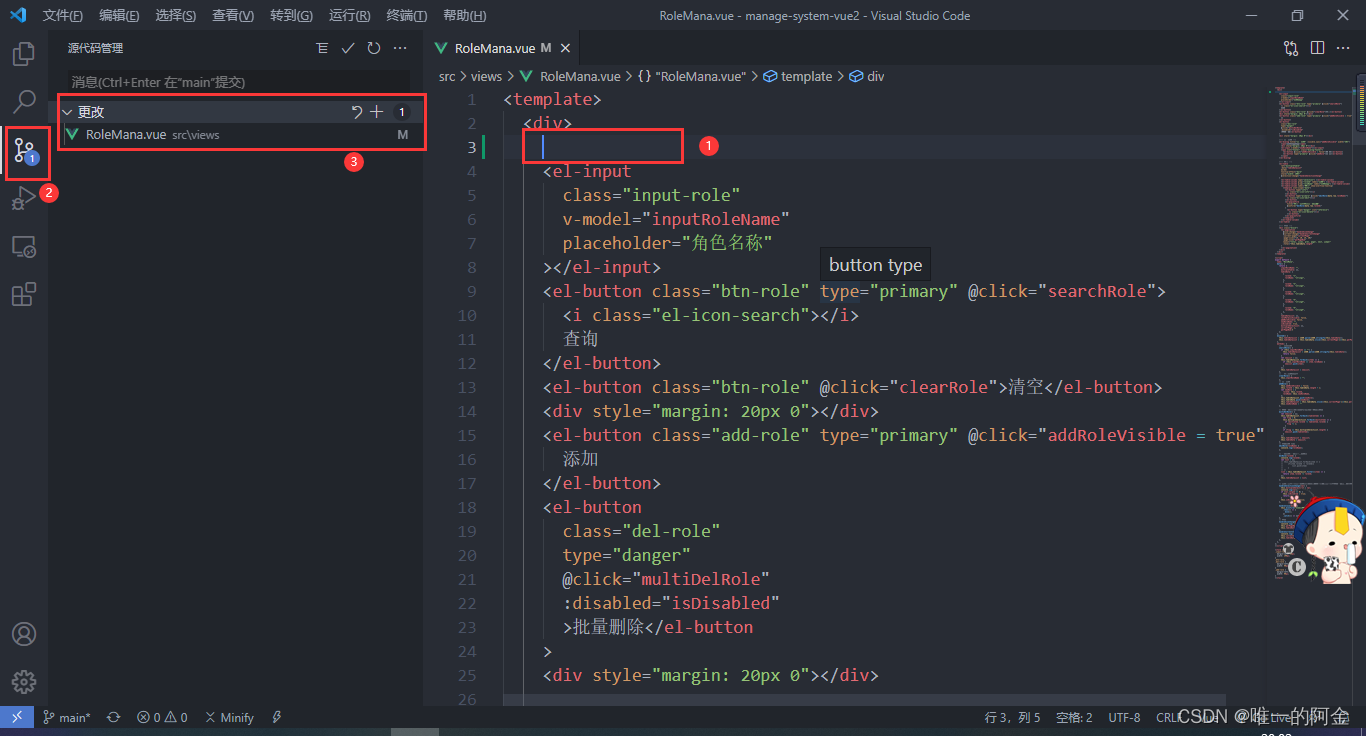 文件(F) 编辑(E) 选择(S) 查看(V) 转到(G) 运行(R) 终端(T) 帮助(H) RoleMana.vue - manage-system-vue2 - Visual Studio Code
源代码管理
RoleMana.vue M
消息(Ctrl+Enter 在"main"提交)
src > views > RoleMana.vue > {} "RoleMana.vue" > template > div
更改 1
RoleMana.vue src\views M
1
2
3
1
1 <template>
2 <div>
3
4 <el-input
5 class="input-role"
6 v-model="inputRoleName"
7 placeholder="角色名称"
8 ></el-input>
button type
9 <el-button class="btn-role" type="primary" @click="searchRole">
10 <i class="el-icon-search"></i>
11 查询
12 </el-button>
13 <el-button class="btn-role" @click="clearRole">清空</el-button>
14 <div style="margin: 20px 0"></div>
15 <el-button class="add-role" type="primary" @click="addRoleVisible = true"
16 添加
17 </el-button>
18 <el-button
19 class="del-role"
20 type="danger"
21 @click="multiDelRole"
22 :disabled="isDisabled"
23 >批量删除</el-button
24 >
25 <div style="margin: 20px 0"></div>
26
main* 0 0 Minify 行 3，列 5 空格: 2 UTF-8 CRLF
CSDN @唯一的阿金